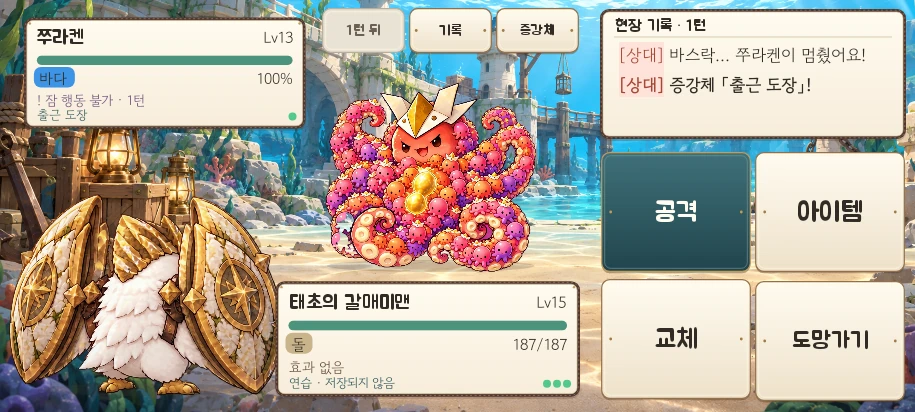 쭈라켄 Lv13
바다 100%
! 잠 행동 불가 · 1턴
출근 도장
1턴 뒤
기록
증강체
현장 기록 · 1턴
[상대] 바스락... 쭈라켄이 멈췄어요!
[상대] 증강체 「출근 도장」!
공격
아이템
교체
도망가기
태초의 갈매미맨 Lv15
돌 187/187
효과 없음
연습 · 저장되지 않음